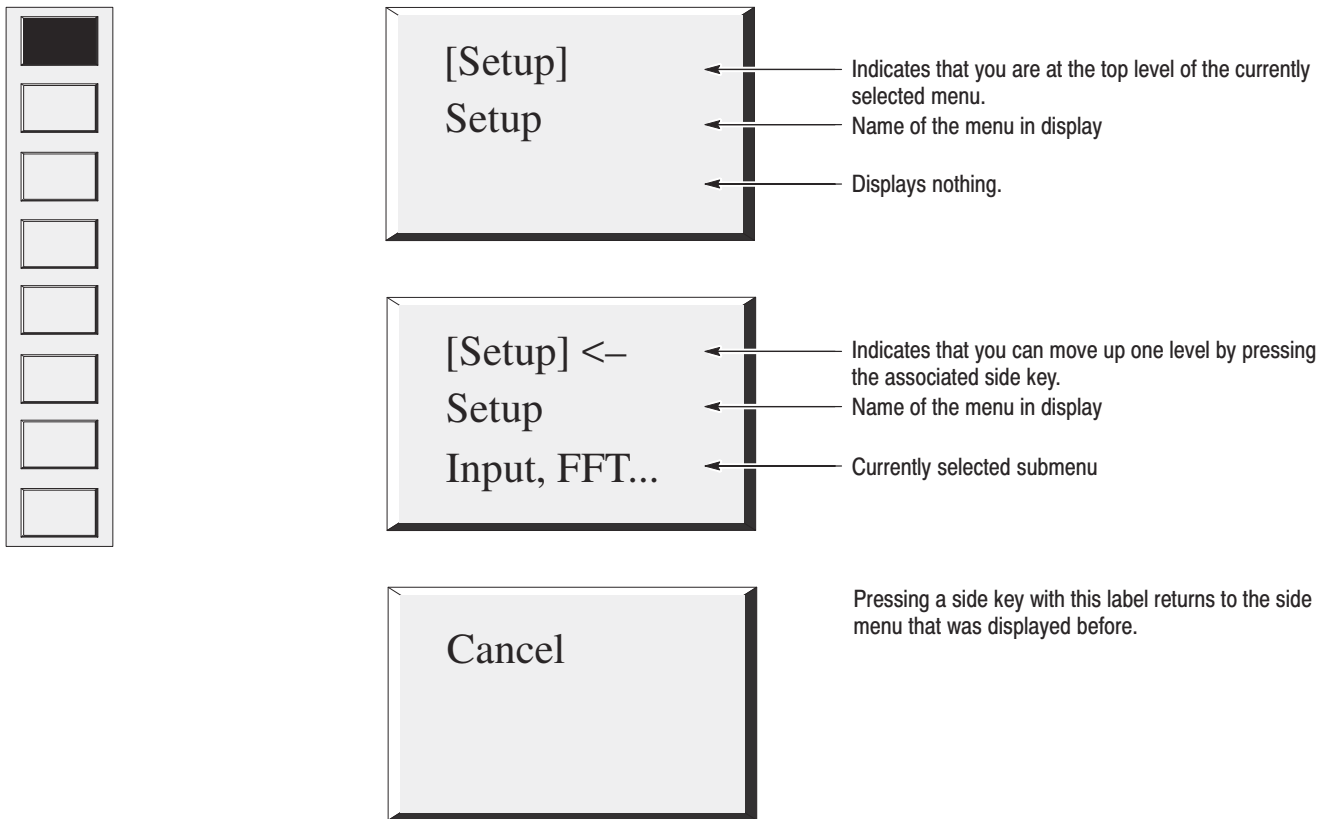 [Setup]
Setup
Indicates that you are at the top level of the currently
selected menu.
Name of the menu in display
Displays nothing.
[Setup] <–
Setup
Input, FFT...
Indicates that you can move up one level by pressing
the associated side key.
Name of the menu in display
Currently selected submenu
Cancel
Pressing a side key with this label returns to the side
menu that was displayed before.